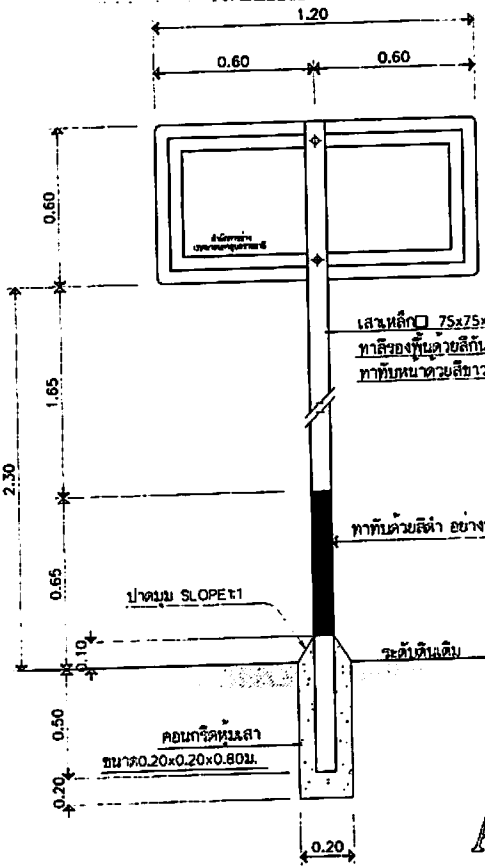 1.20
0.60 0.60
0.60
เสาเหล็ก 75x75x
ทาสีรองพื้นด้วยสีกัน
ทาทับหน้าด้วยสีขาว
1.65
2.30
ทาทับด้วยสีดำ อย่าง
0.65
ปาดมุม SLOPE1:1
0.10
ระดับดินเดิม
0.50
คอนกรีตหุ้มเสา
ขนาด0.20x0.20x0.80ม.
0.20
0.20